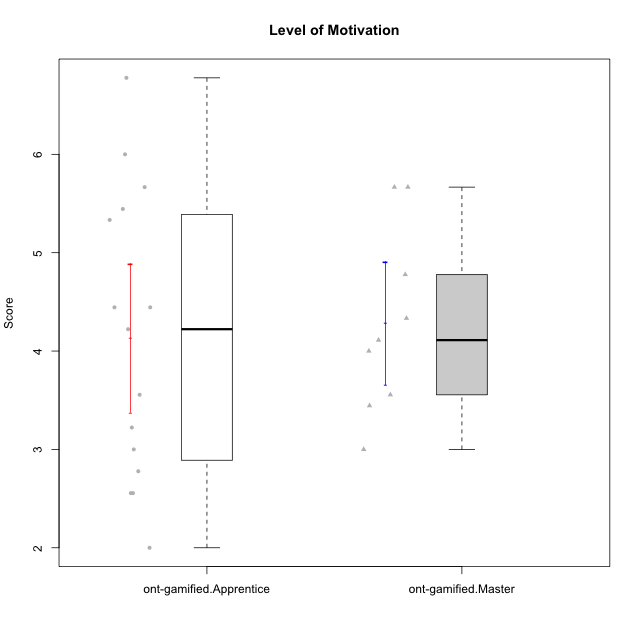 Level of Motivation
Score
6
5
4
3
2
ont-gamified.Apprentice
ont-gamified.Master